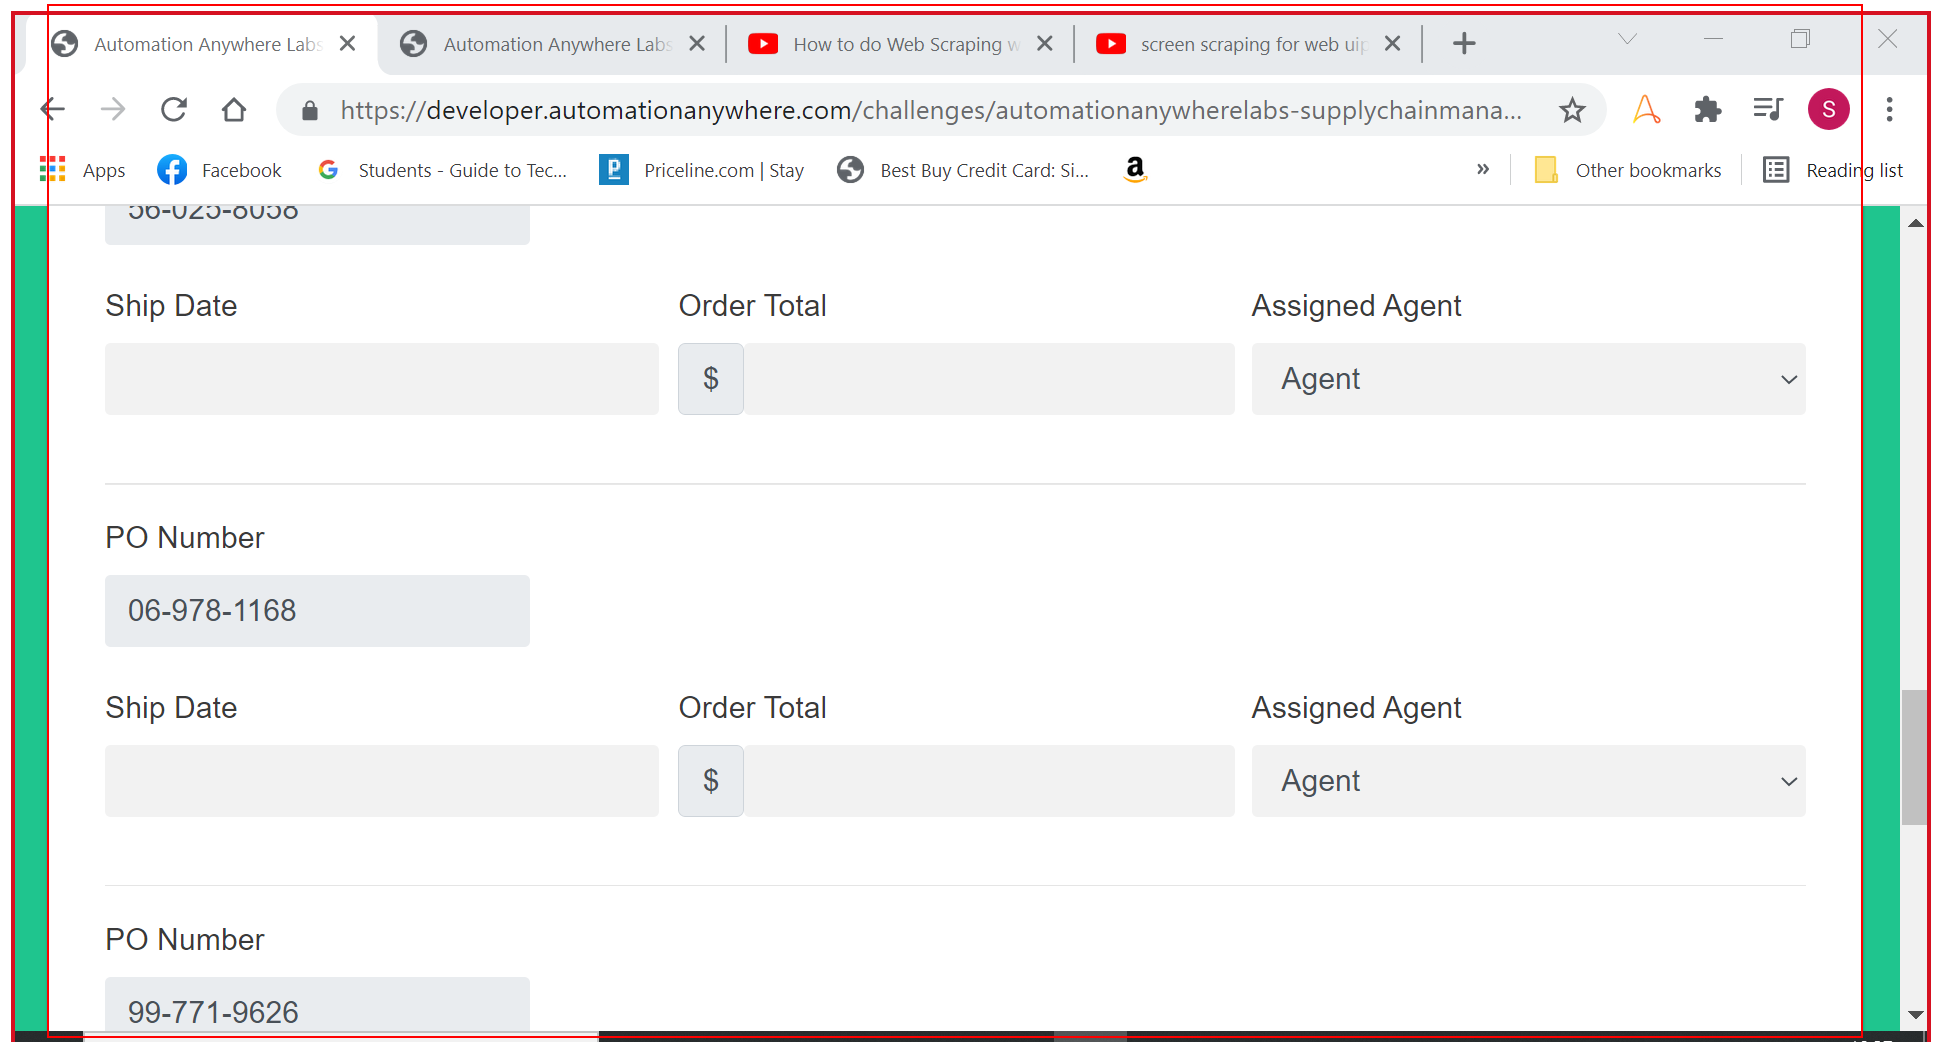 Automation Anywhere Labs
Automation Anywhere Labs
How to do Web Scraping w
screen scraping for web uip
https://developer.automationanywhere.com/challenges/automationanywherelabs-supplychainmana...
S
Apps
Facebook
Students - Guide to Tec...
Priceline.com | Stay
Best Buy Credit Card: Si...
»
Other bookmarks
Reading list
56-025-8058
Ship Date
Order Total
Assigned Agent
$
Agent
PO Number
06-978-1168
Ship Date
Order Total
Assigned Agent
$
Agent
PO Number
99-771-9626